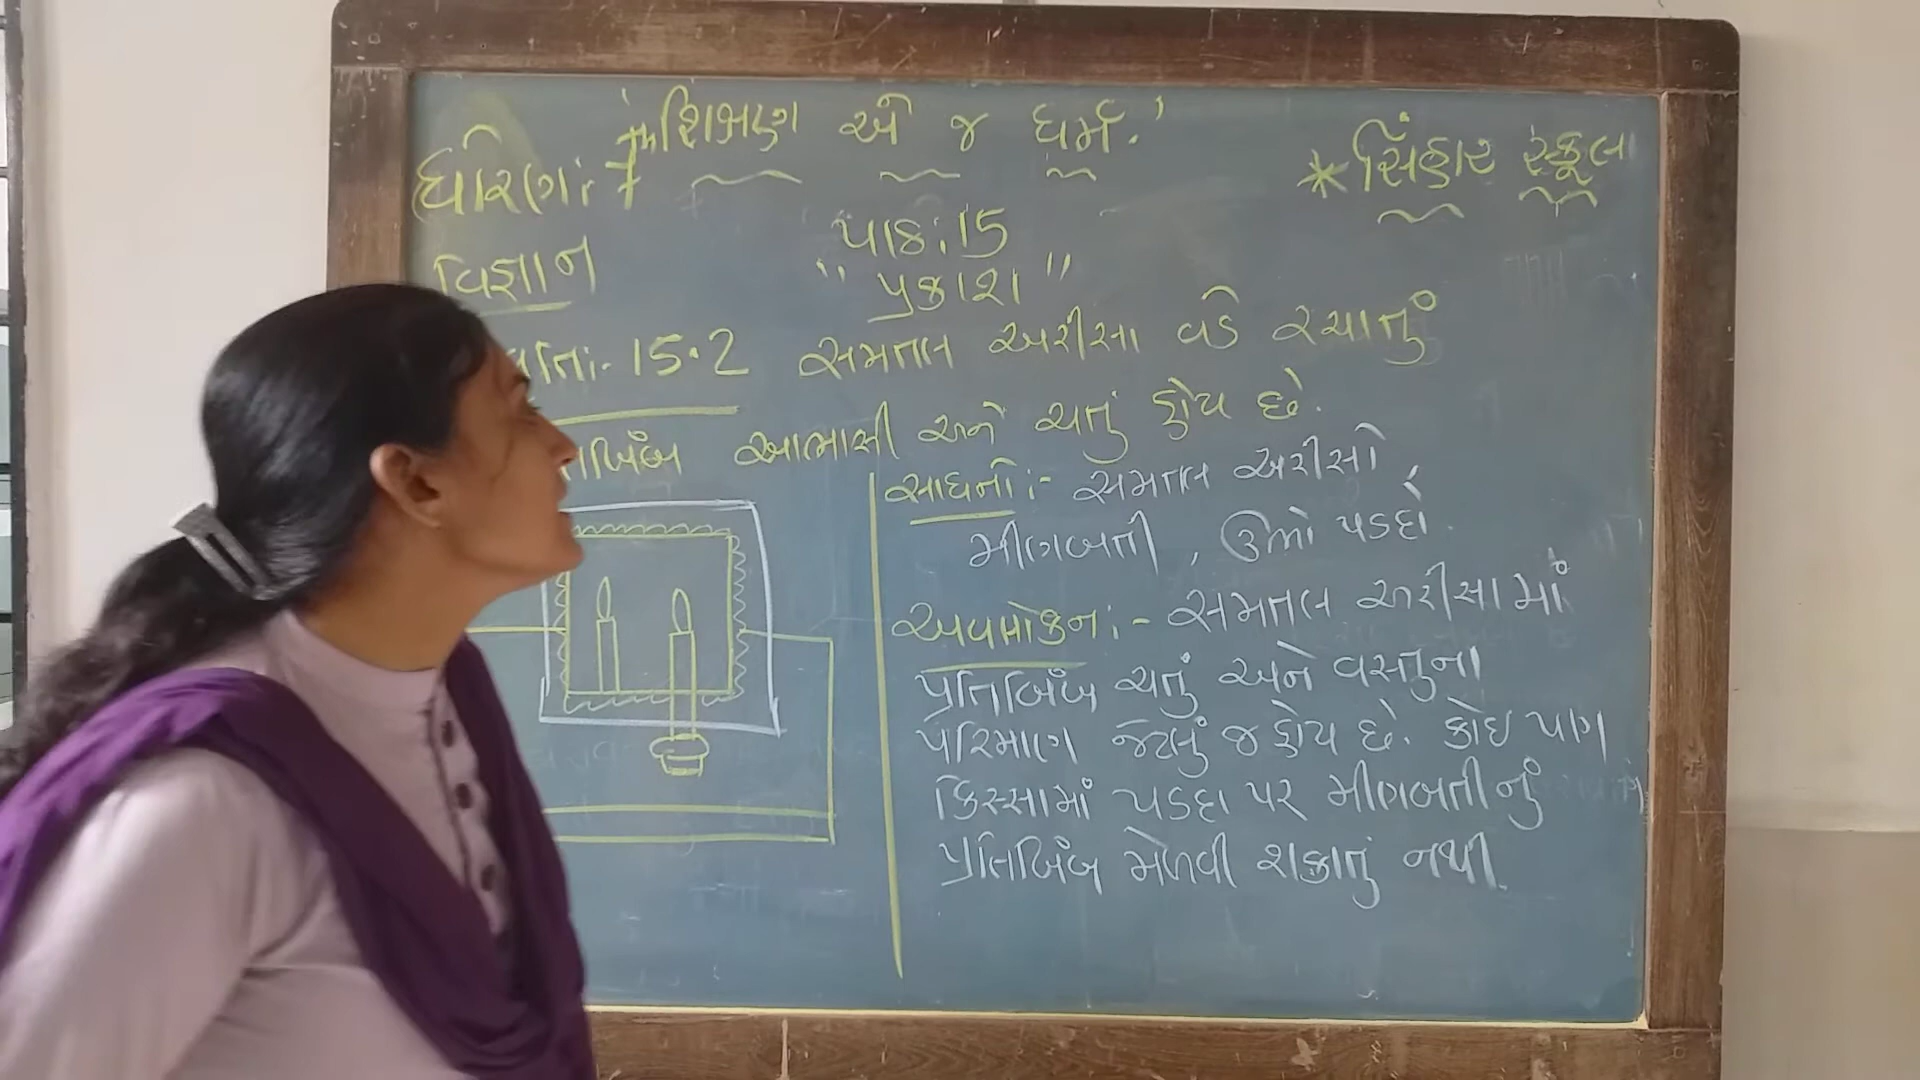 "શિક્ષણ એ જ ધર્મ."
* સિંહાર સ્કૂલ
ધોરણ:- 7
વિજ્ઞાન
પાઠ:15
"પ્રકાશ"
15.2 સમતલ અરીસા વડે રચાતું
આભાસી અને ચતું હોય છે.
સાધનો:- સમતલ અરીસો,
મીણબત્તી, ઉભો પડદો.
અવલોકન:- સમતલ અરીસામાં
પ્રતિબિંબ ચતું અને વસ્તુના
પરિમાણ જેટલું જ હોય છે. કોઇ પણ
કિસ્સામાં પડદા પર મીણબત્તીનું
પ્રતિબિંબ મેળવી શકાતું નથી.